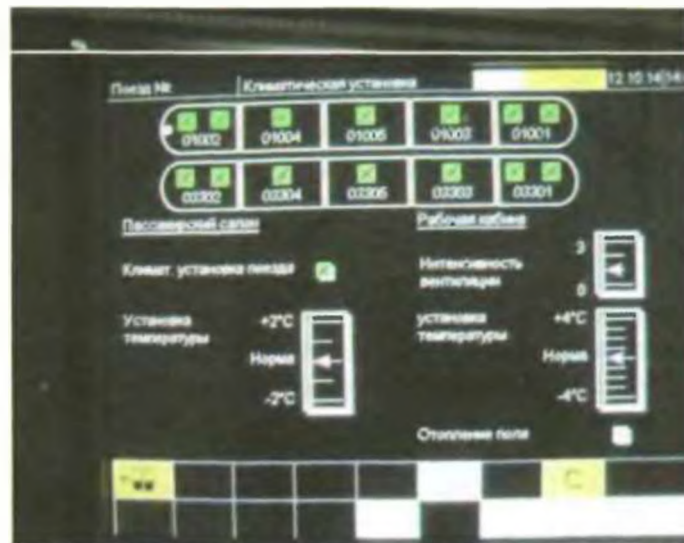 Поезд № Климатическая установка 12.10.14
01002 01004 01005 01003 01001
03302 03304 03305 03303 03301
Пассажирский салон Рабочая кабина
Климат. установка поезда
Интенсивность вентиляции 3 0
Установка температуры +2°C Норма -2°C
установка температуры +4°C Норма -4°C
Отопление пола
C